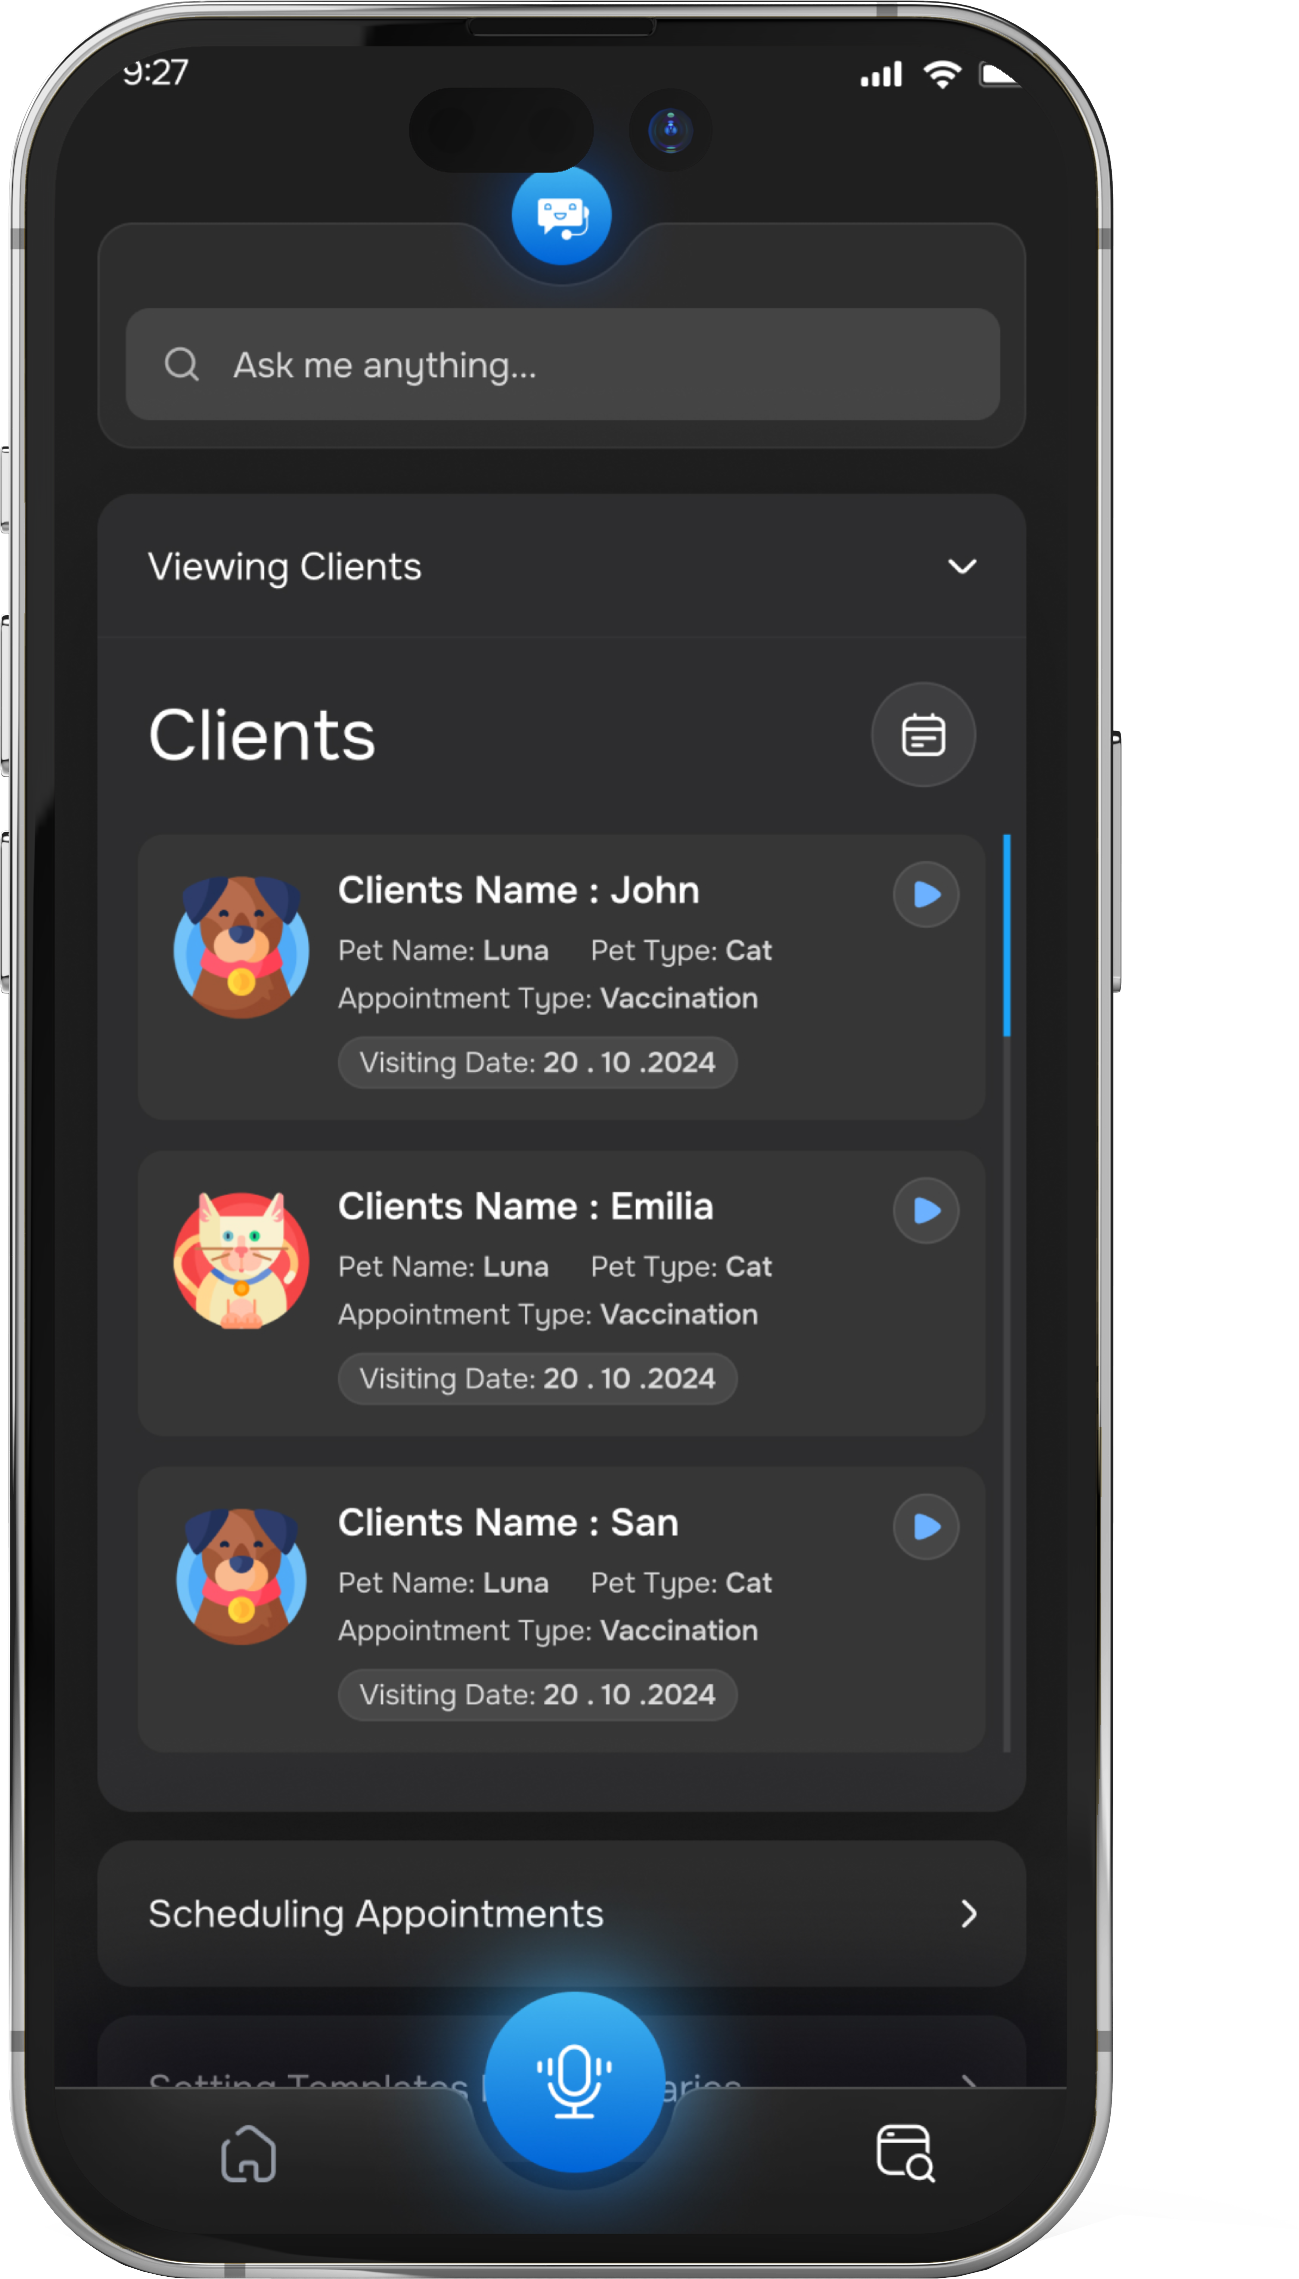 9:27
Ask me anything...
Viewing Clients
Clients
Clients Name : John
Pet Name: Luna Pet Type: Cat
Appointment Type: Vaccination
Visiting Date: 20 . 10 .2024
Clients Name : Emilia
Pet Name: Luna Pet Type: Cat
Appointment Type: Vaccination
Visiting Date: 20 . 10 .2024
Clients Name : San
Pet Name: Luna Pet Type: Cat
Appointment Type: Vaccination
Visiting Date: 20 . 10 .2024
Scheduling Appointments
Setting Templates